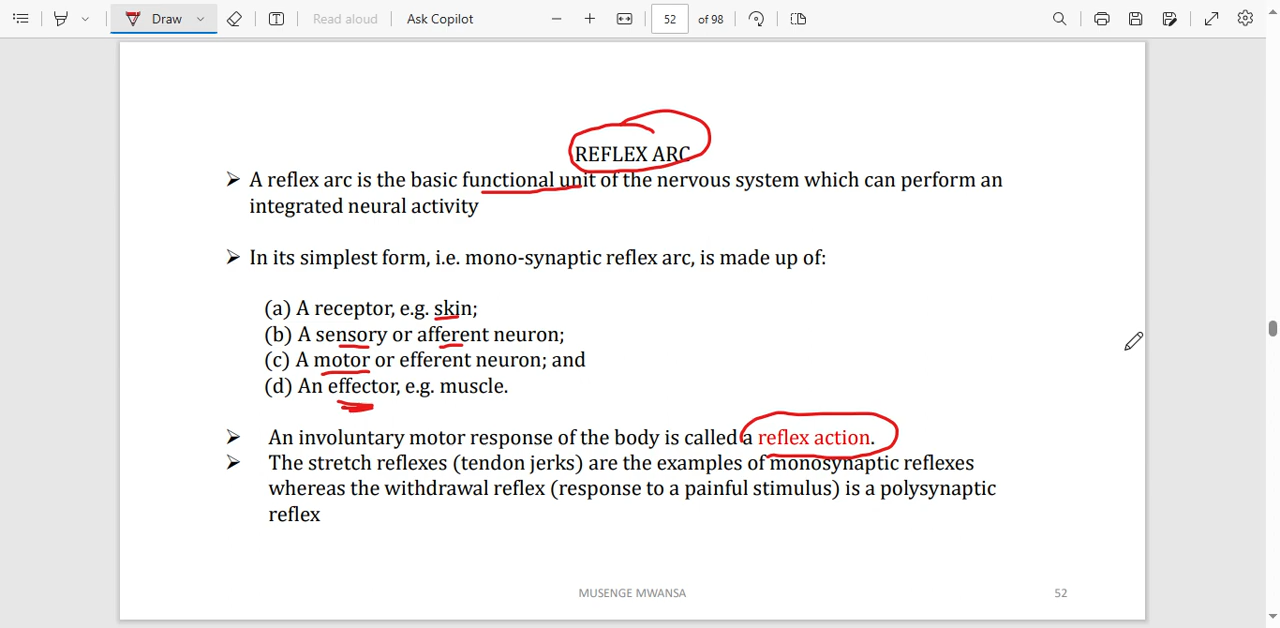 Draw
Read aloud
Ask Copilot
52 of 98
REFLEX ARC
➤ A reflex arc is the basic functional unit of the nervous system which can perform an
integrated neural activity
➤ In its simplest form, i.e. mono-synaptic reflex arc, is made up of:
(a) A receptor, e.g. skin;
(b) A sensory or afferent neuron;
(c) A motor or efferent neuron; and
(d) An effector, e.g. muscle.
➤ An involuntary motor response of the body is called a reflex action.
➤ The stretch reflexes (tendon jerks) are the examples of monosynaptic reflexes
whereas the withdrawal reflex (response to a painful stimulus) is a polysynaptic
reflex
MUSENGE MWANSA
52